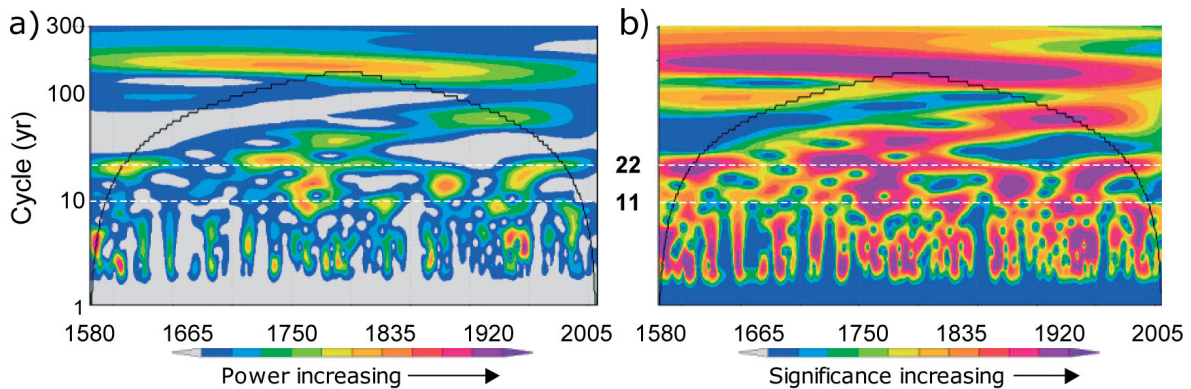 a)
b)
Cycle (yr)
300
100
10
1
22
11
1580 1665 1750 1835 1920 2005
1580 1665 1750 1835 1920 2005
Power increasing
Significance increasing